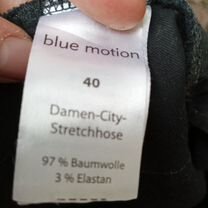 blue motion
40
Damen-City-
Stretchhose
97 % Baumwolle
3 % Elastan